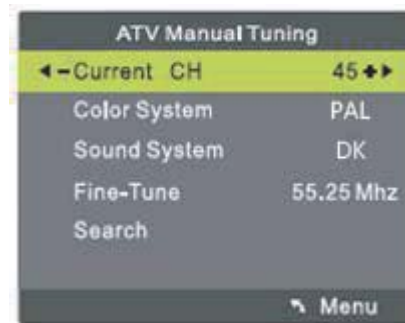 ATV Manual Tuning
Current CH 45
Color System PAL
Sound System DK
Fine-Tune 55.25 Mhz
Search
Menu